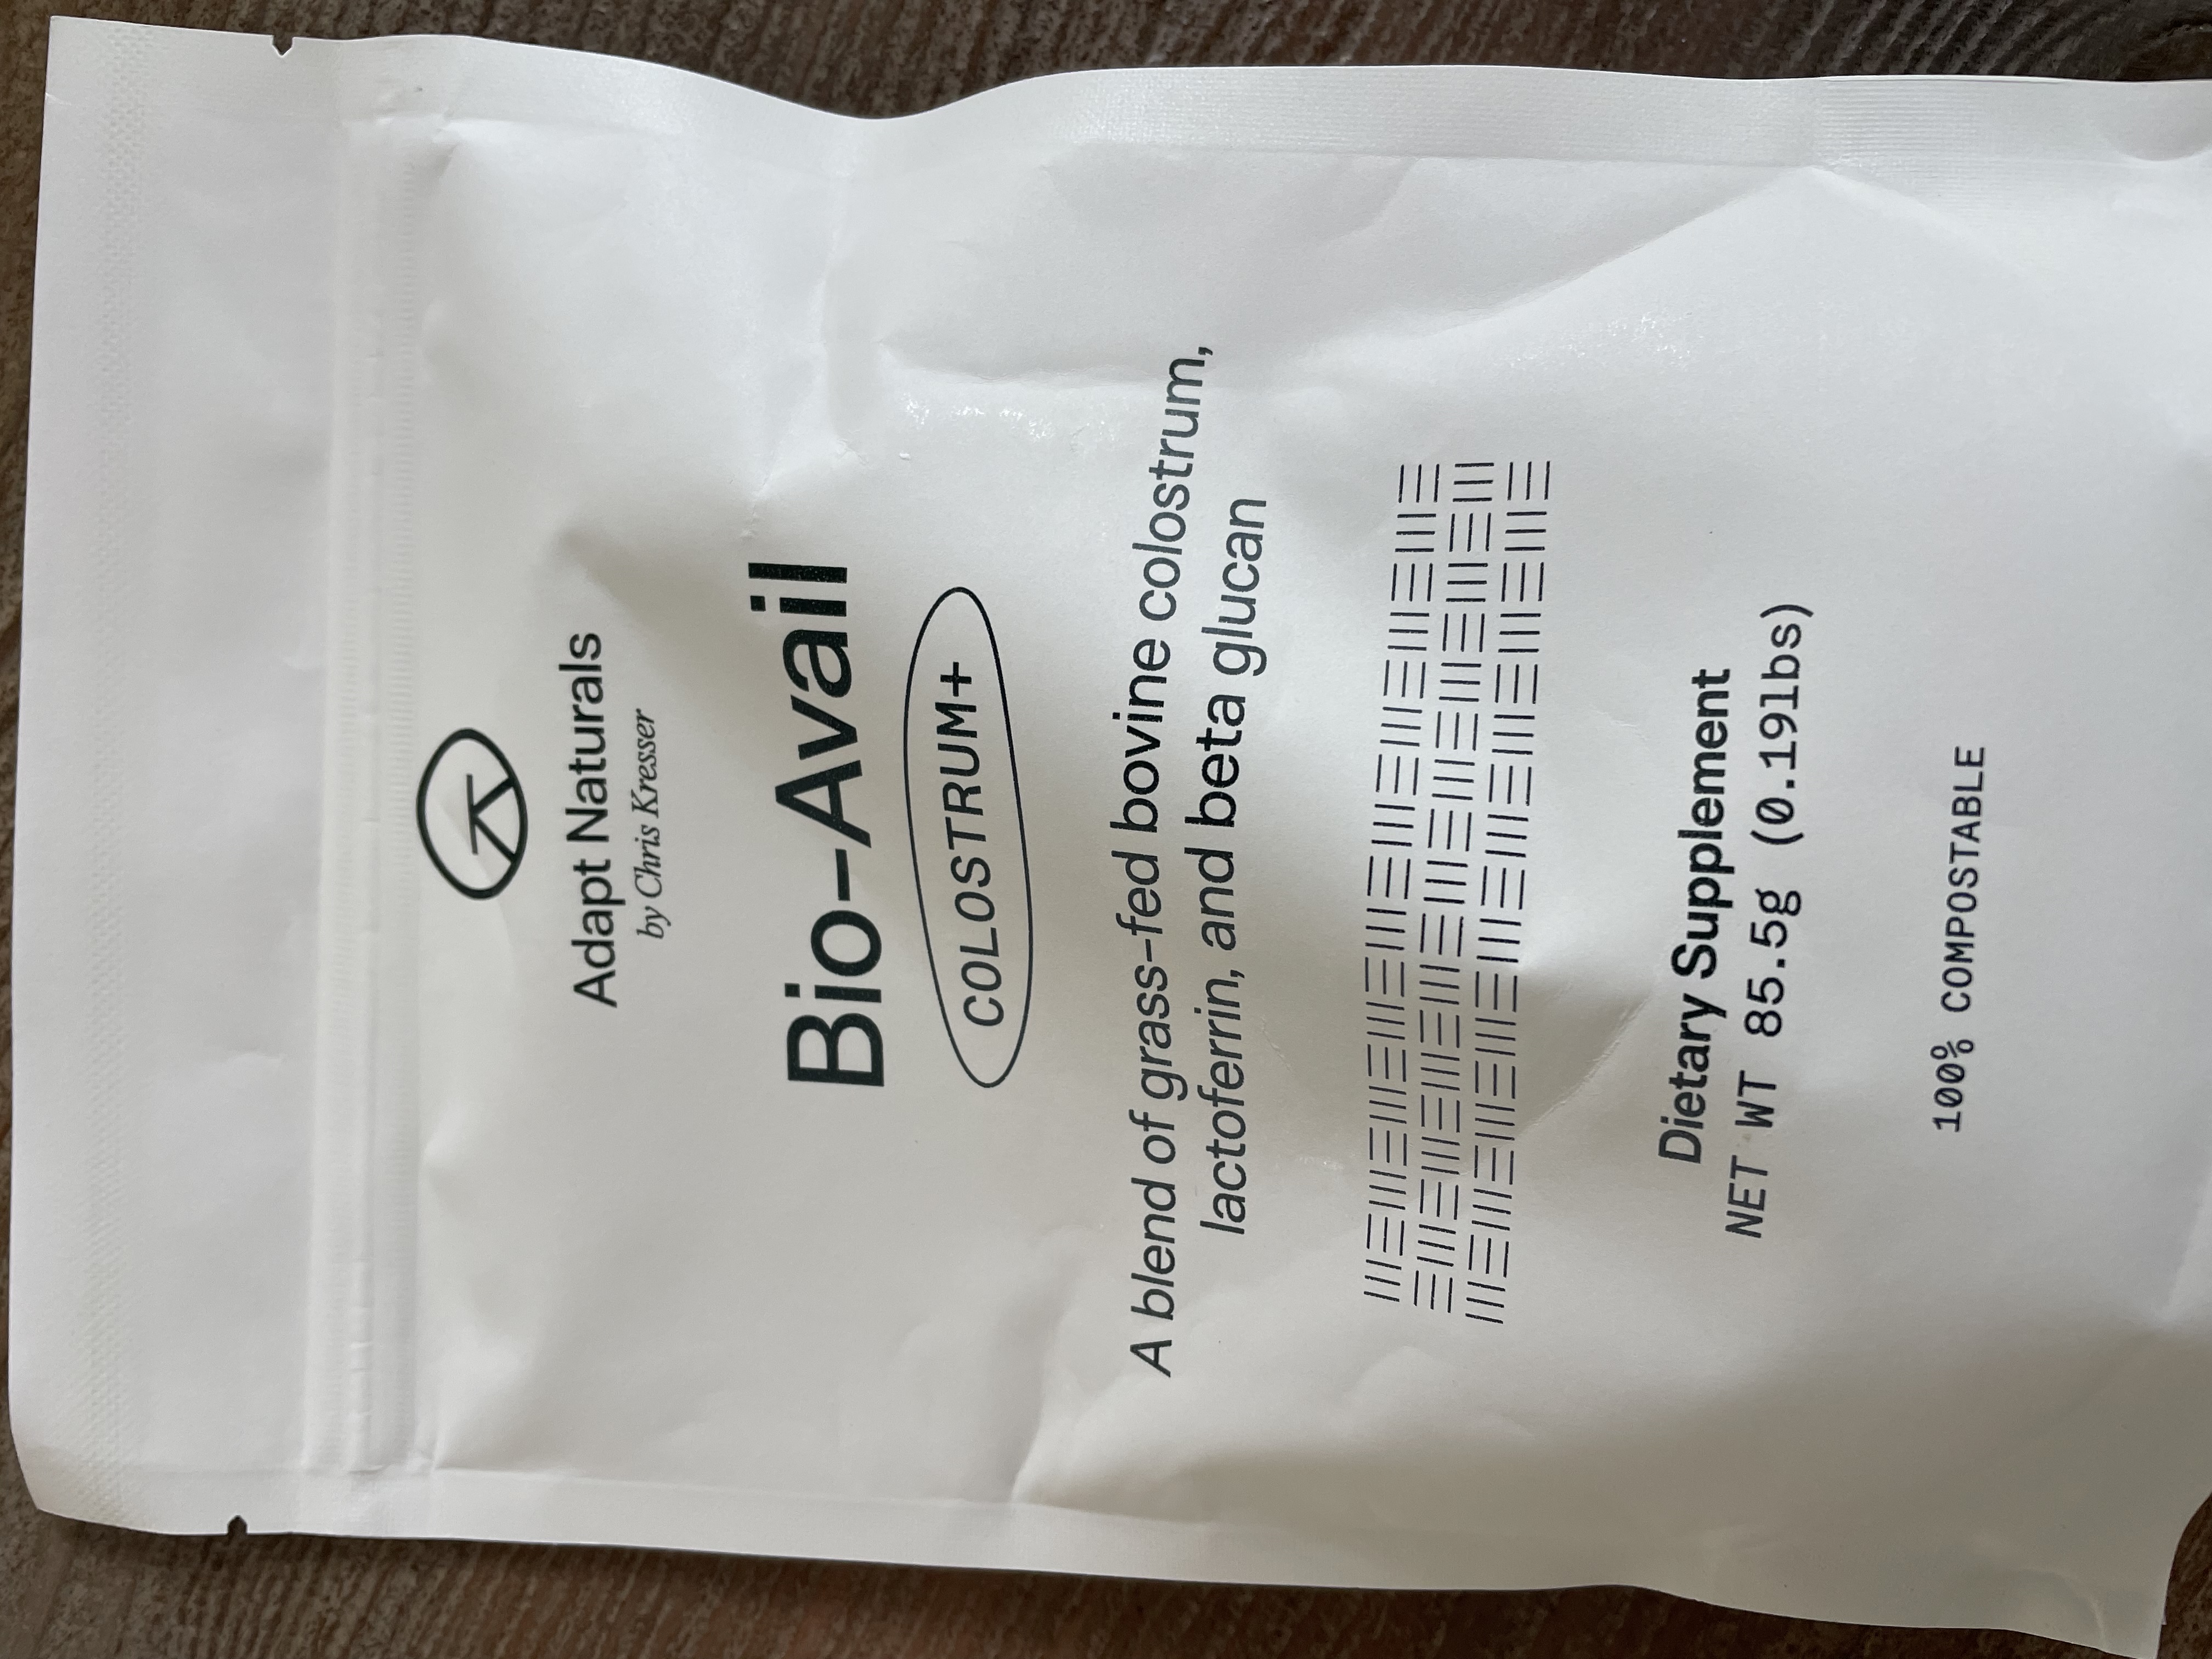 Adapt Naturals
by Chris Kresser
Bio-Avail
COLOSTRUM+
A blend of grass-fed bovine colostrum,
lactoferrin, and beta glucan
Dietary Supplement
NET WT 85.5g (0.19lbs)
100% COMPOSTABLE